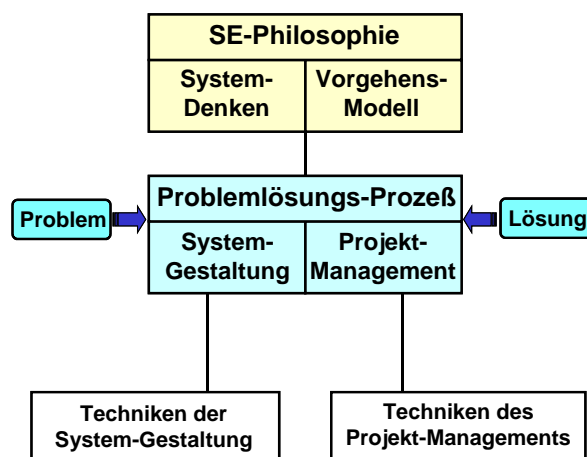 SE-Philosophie
System-
Denken
Vorgehens-
Modell
Problemlösungs-Prozeß
Problem
Lösung
System-
Gestaltung
Projekt-
Management
Techniken der
System-Gestaltung
Techniken des
Projekt-Managements